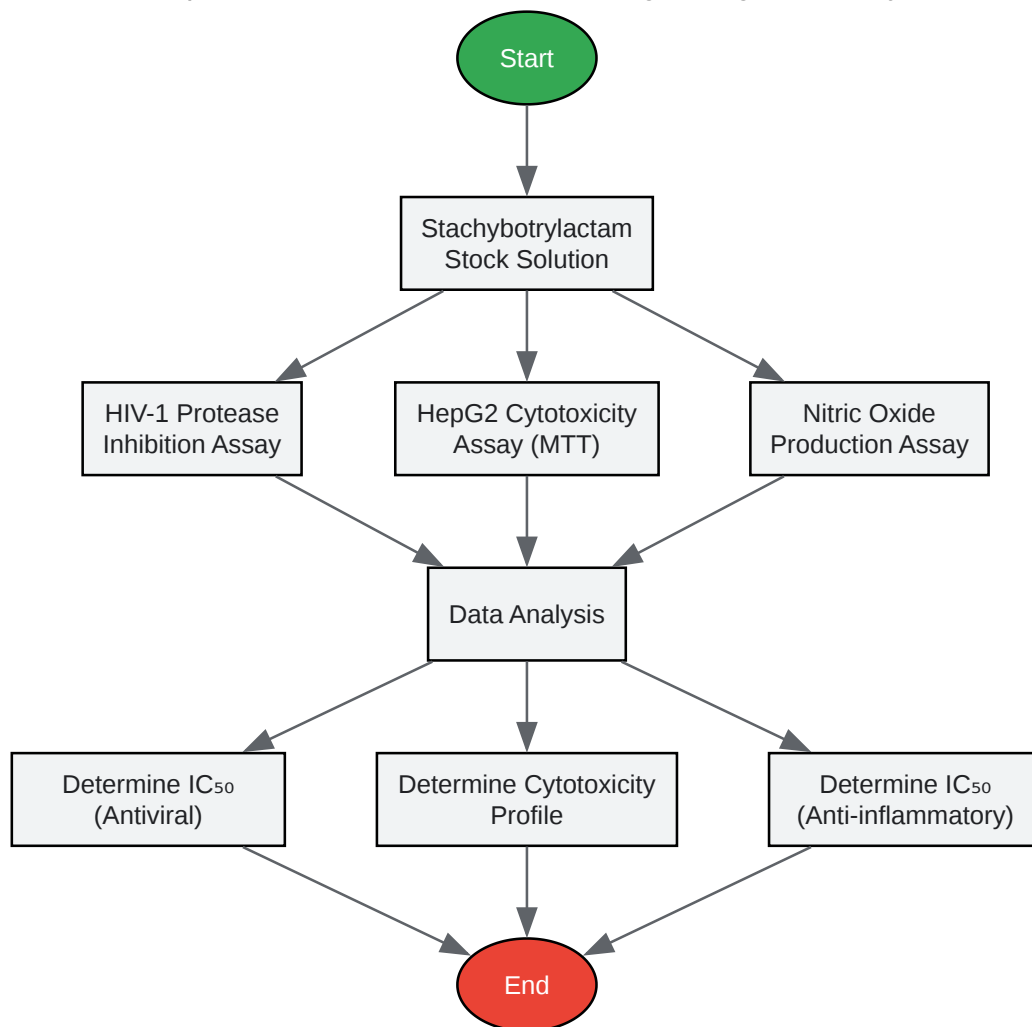 Start
Stachybotrylactam
Stock Solution
HIV-1 Protease
Inhibition Assay
HepG2 Cytotoxicity
Assay (MTT)
Nitric Oxide
Production Assay
Data Analysis
Determine IC₅₀
(Antiviral)
Determine Cytotoxicity
Profile
Determine IC₅₀
(Anti-inflammatory)
End